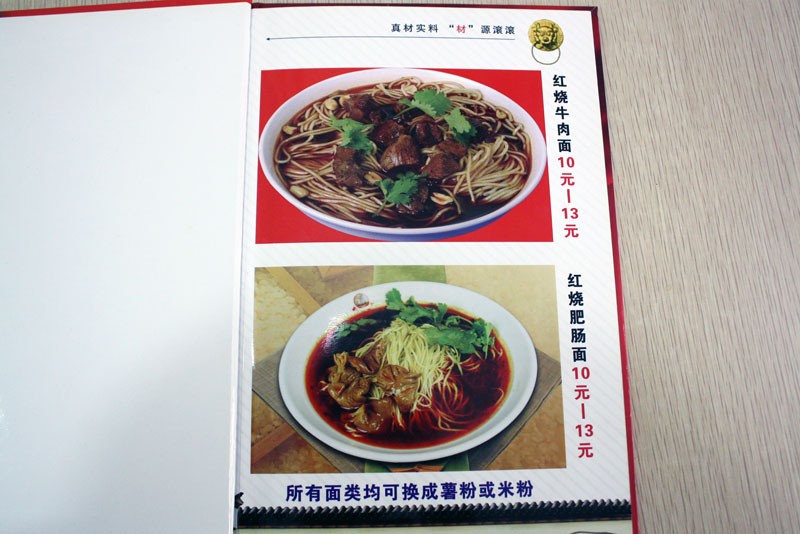 真材实料 “材” 源滚滚
红烧牛肉面10元—13元
红烧肥肠面10元—13元
所有面类均可换成薯粉或米粉